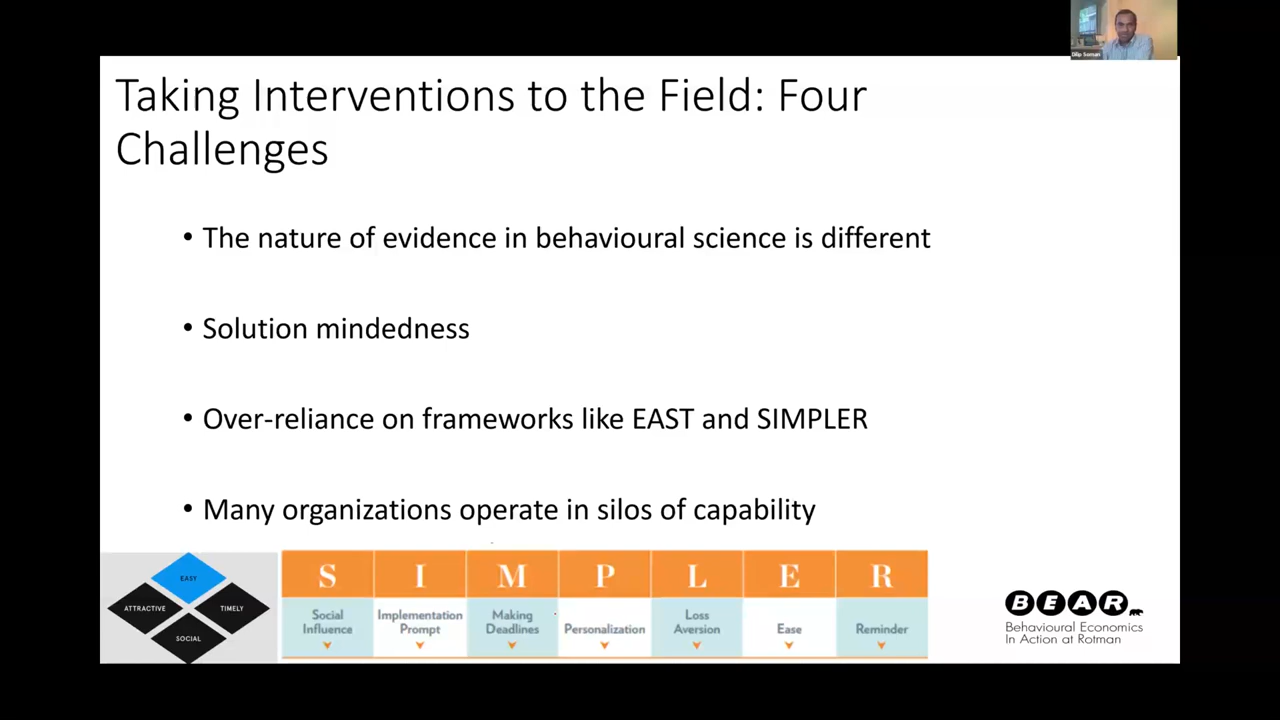 Dilip Soman
Taking Interventions to the Field: Four
Challenges
• The nature of evidence in behavioural science is different
• Solution mindedness
• Over-reliance on frameworks like EAST and SIMPLER
• Many organizations operate in silos of capability
EASY
ATTRACTIVE
TIMELY
SOCIAL
S I M P L E R
Social Influence
Implementation Prompt
Making Deadlines
Personalization
Loss Aversion
Ease
Reminder
BEAR
Behavioural Economics
In Action at Rotman